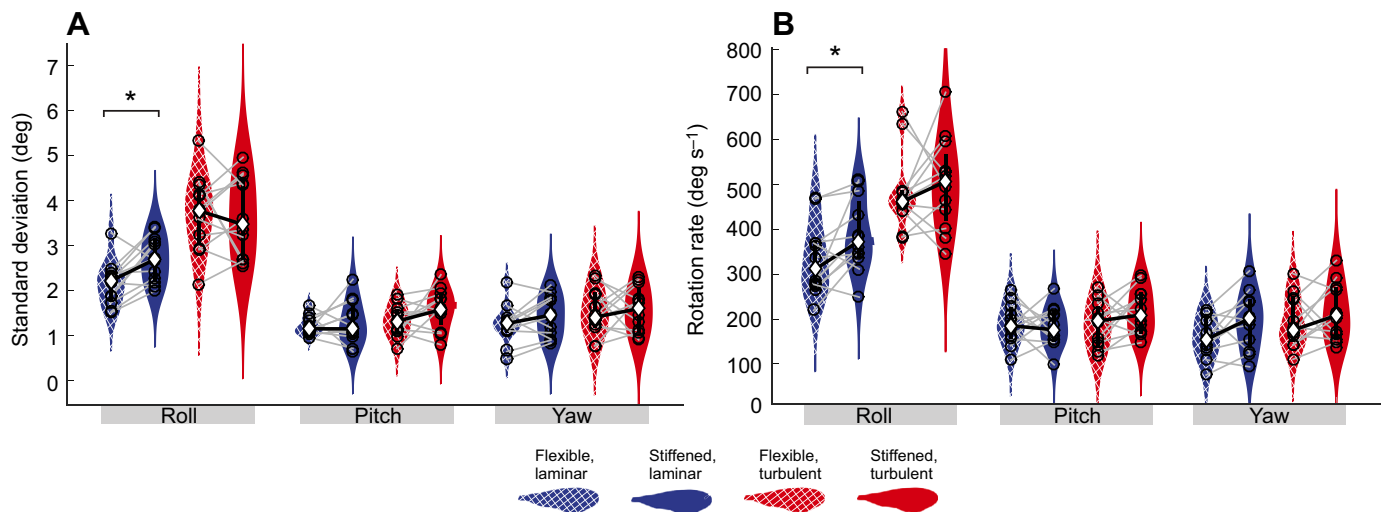 A
B
Standard deviation (deg)
7
6
5
4
3
2
1
0
*
Roll
Pitch
Yaw
Rotation rate (deg s−1)
800
700
600
500
400
300
200
100
0
*
Roll
Pitch
Yaw
Flexible,
laminar
Stiffened,
laminar
Flexible,
turbulent
Stiffened,
turbulent